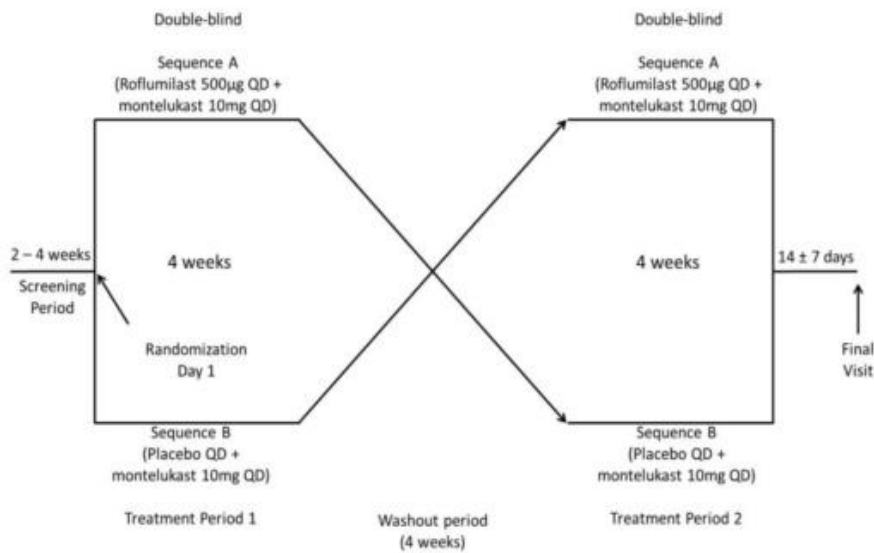 Double-blind
Sequence A
(Roflumilast 500µg QD +
montelukast 10mg QD)
Double-blind
Sequence A
(Roflumilast 500µg QD +
montelukast 10mg QD)
2 – 4 weeks
Screening
Period
4 weeks
Randomization
Day 1
4 weeks
14 ± 7 days
Final
Visit
Sequence B
(Placebo QD +
montelukast 10mg QD)
Sequence B
(Placebo QD +
montelukast 10mg QD)
Treatment Period 1
Washout period
(4 weeks)
Treatment Period 2